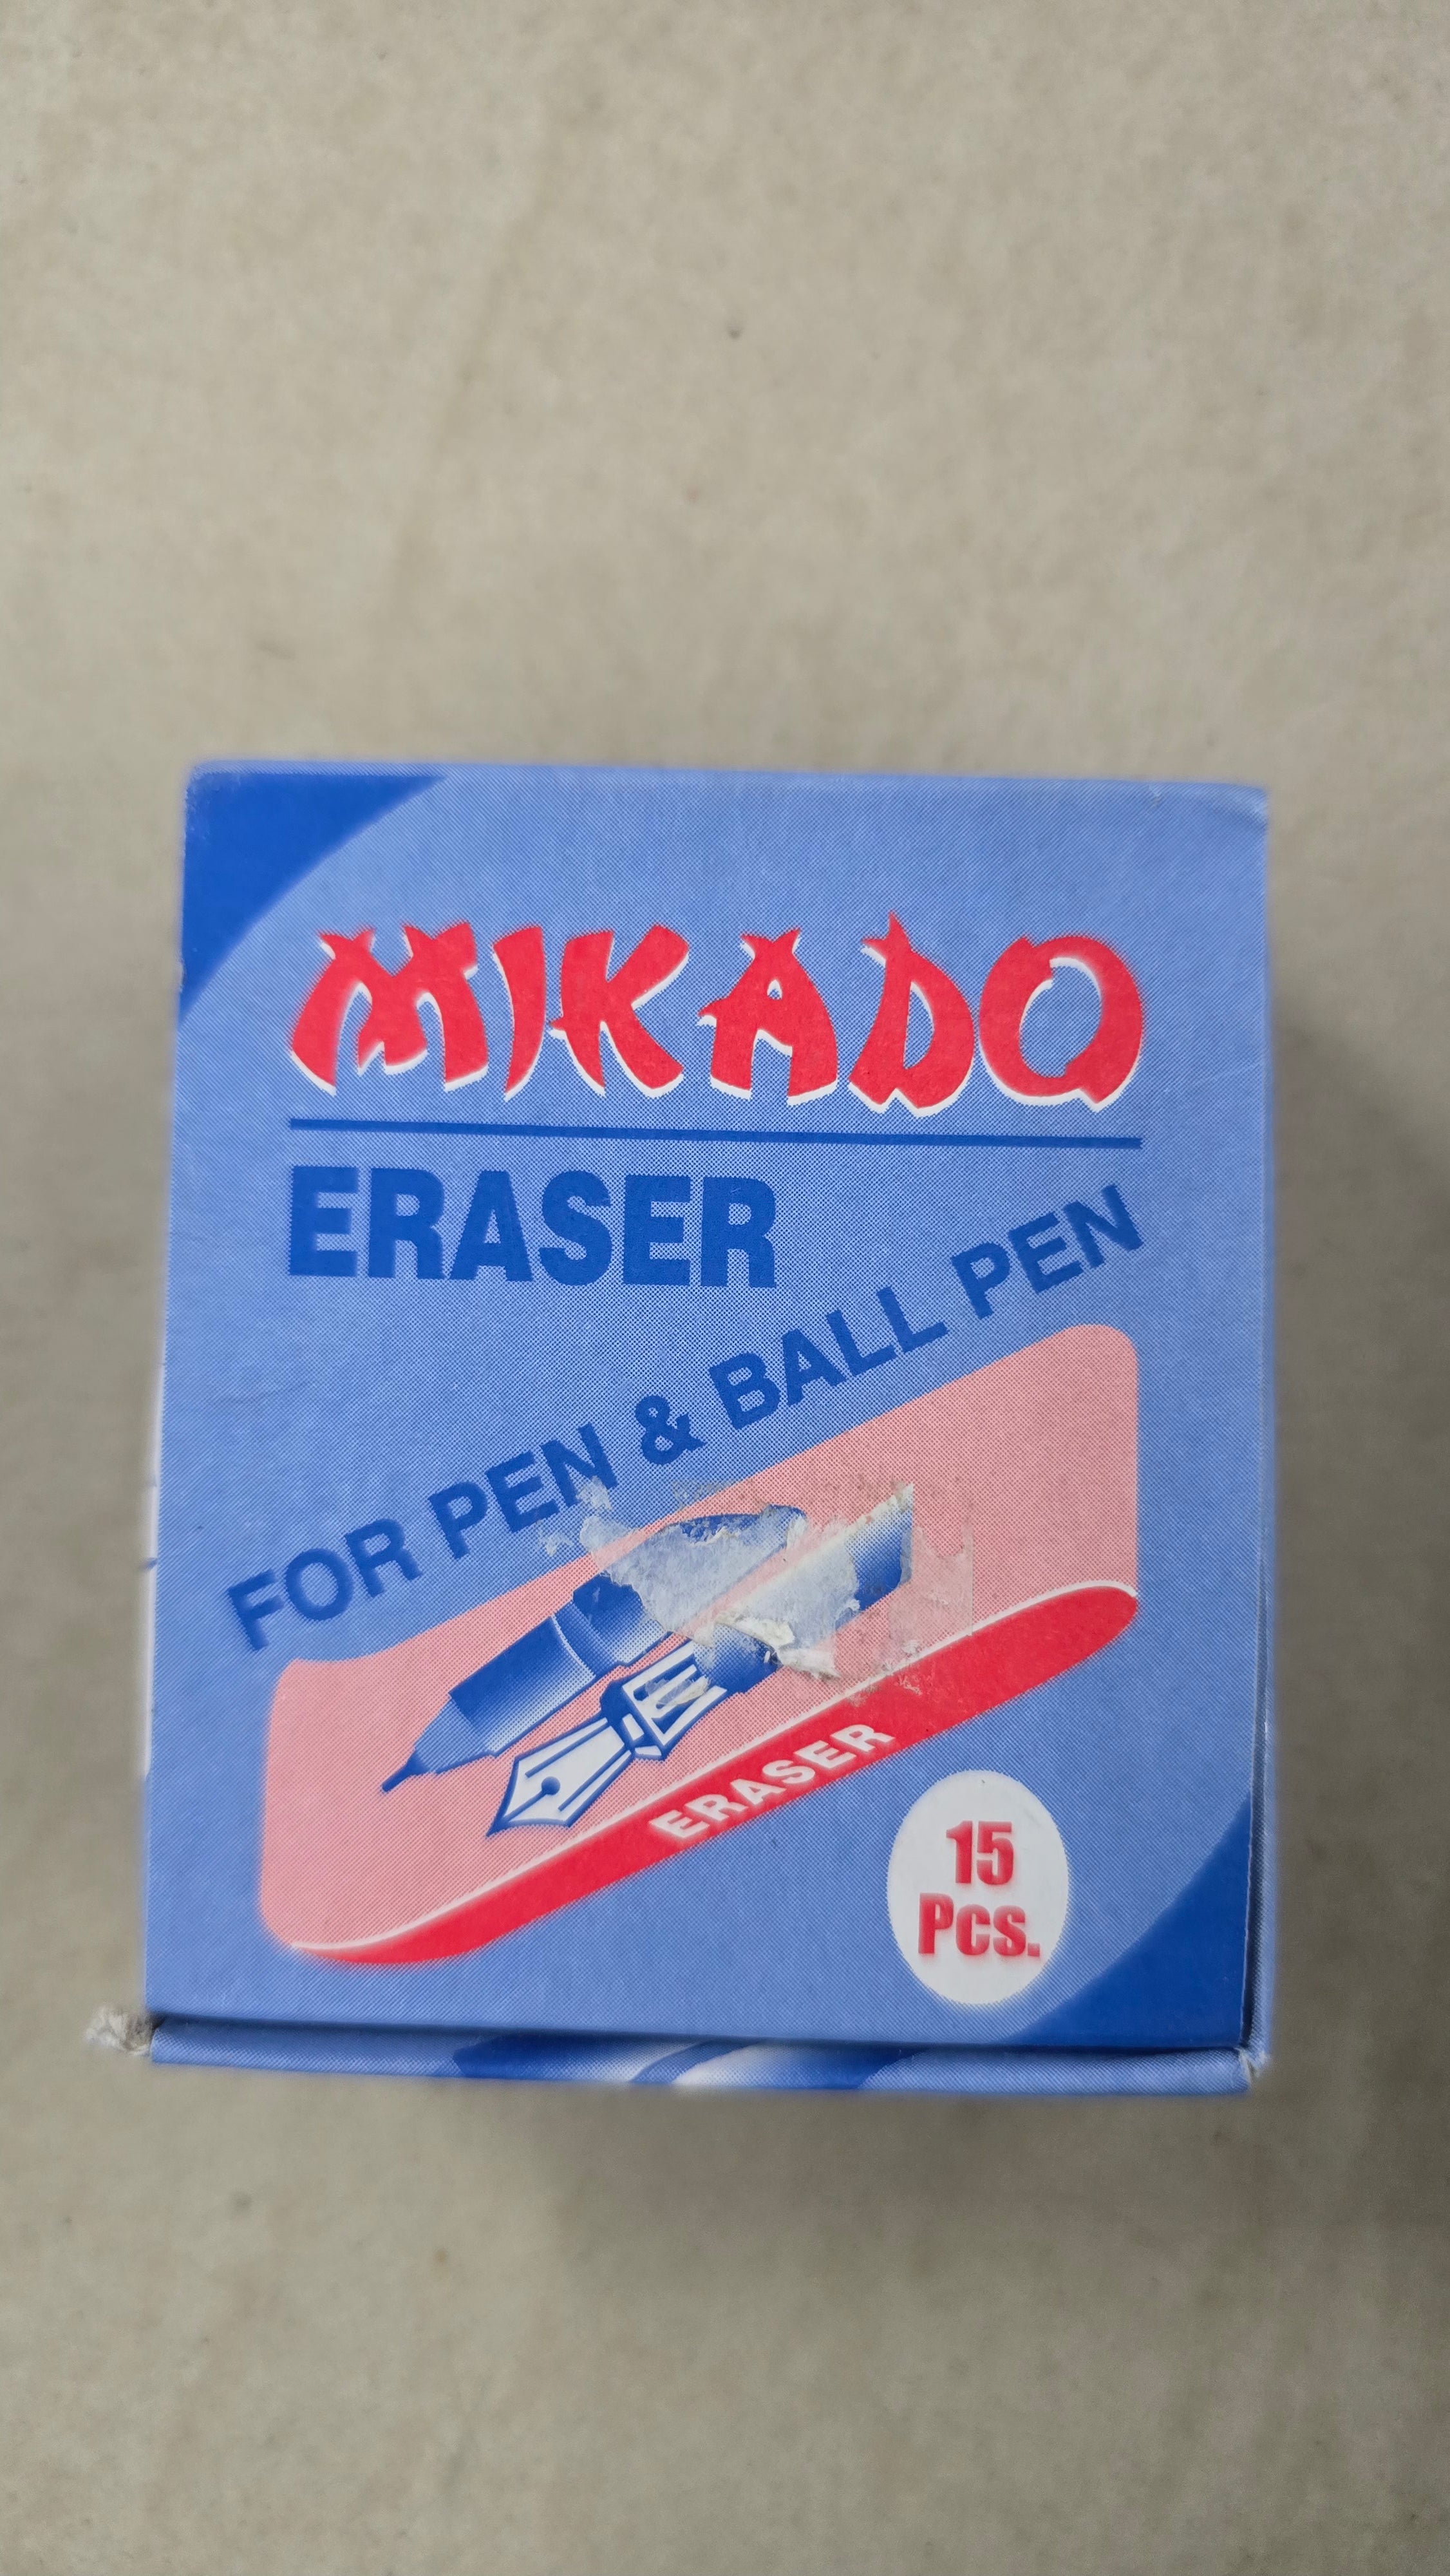 MIKADO
ERASER
FOR PEN & BALL PEN
ERASER
15
Pcs.